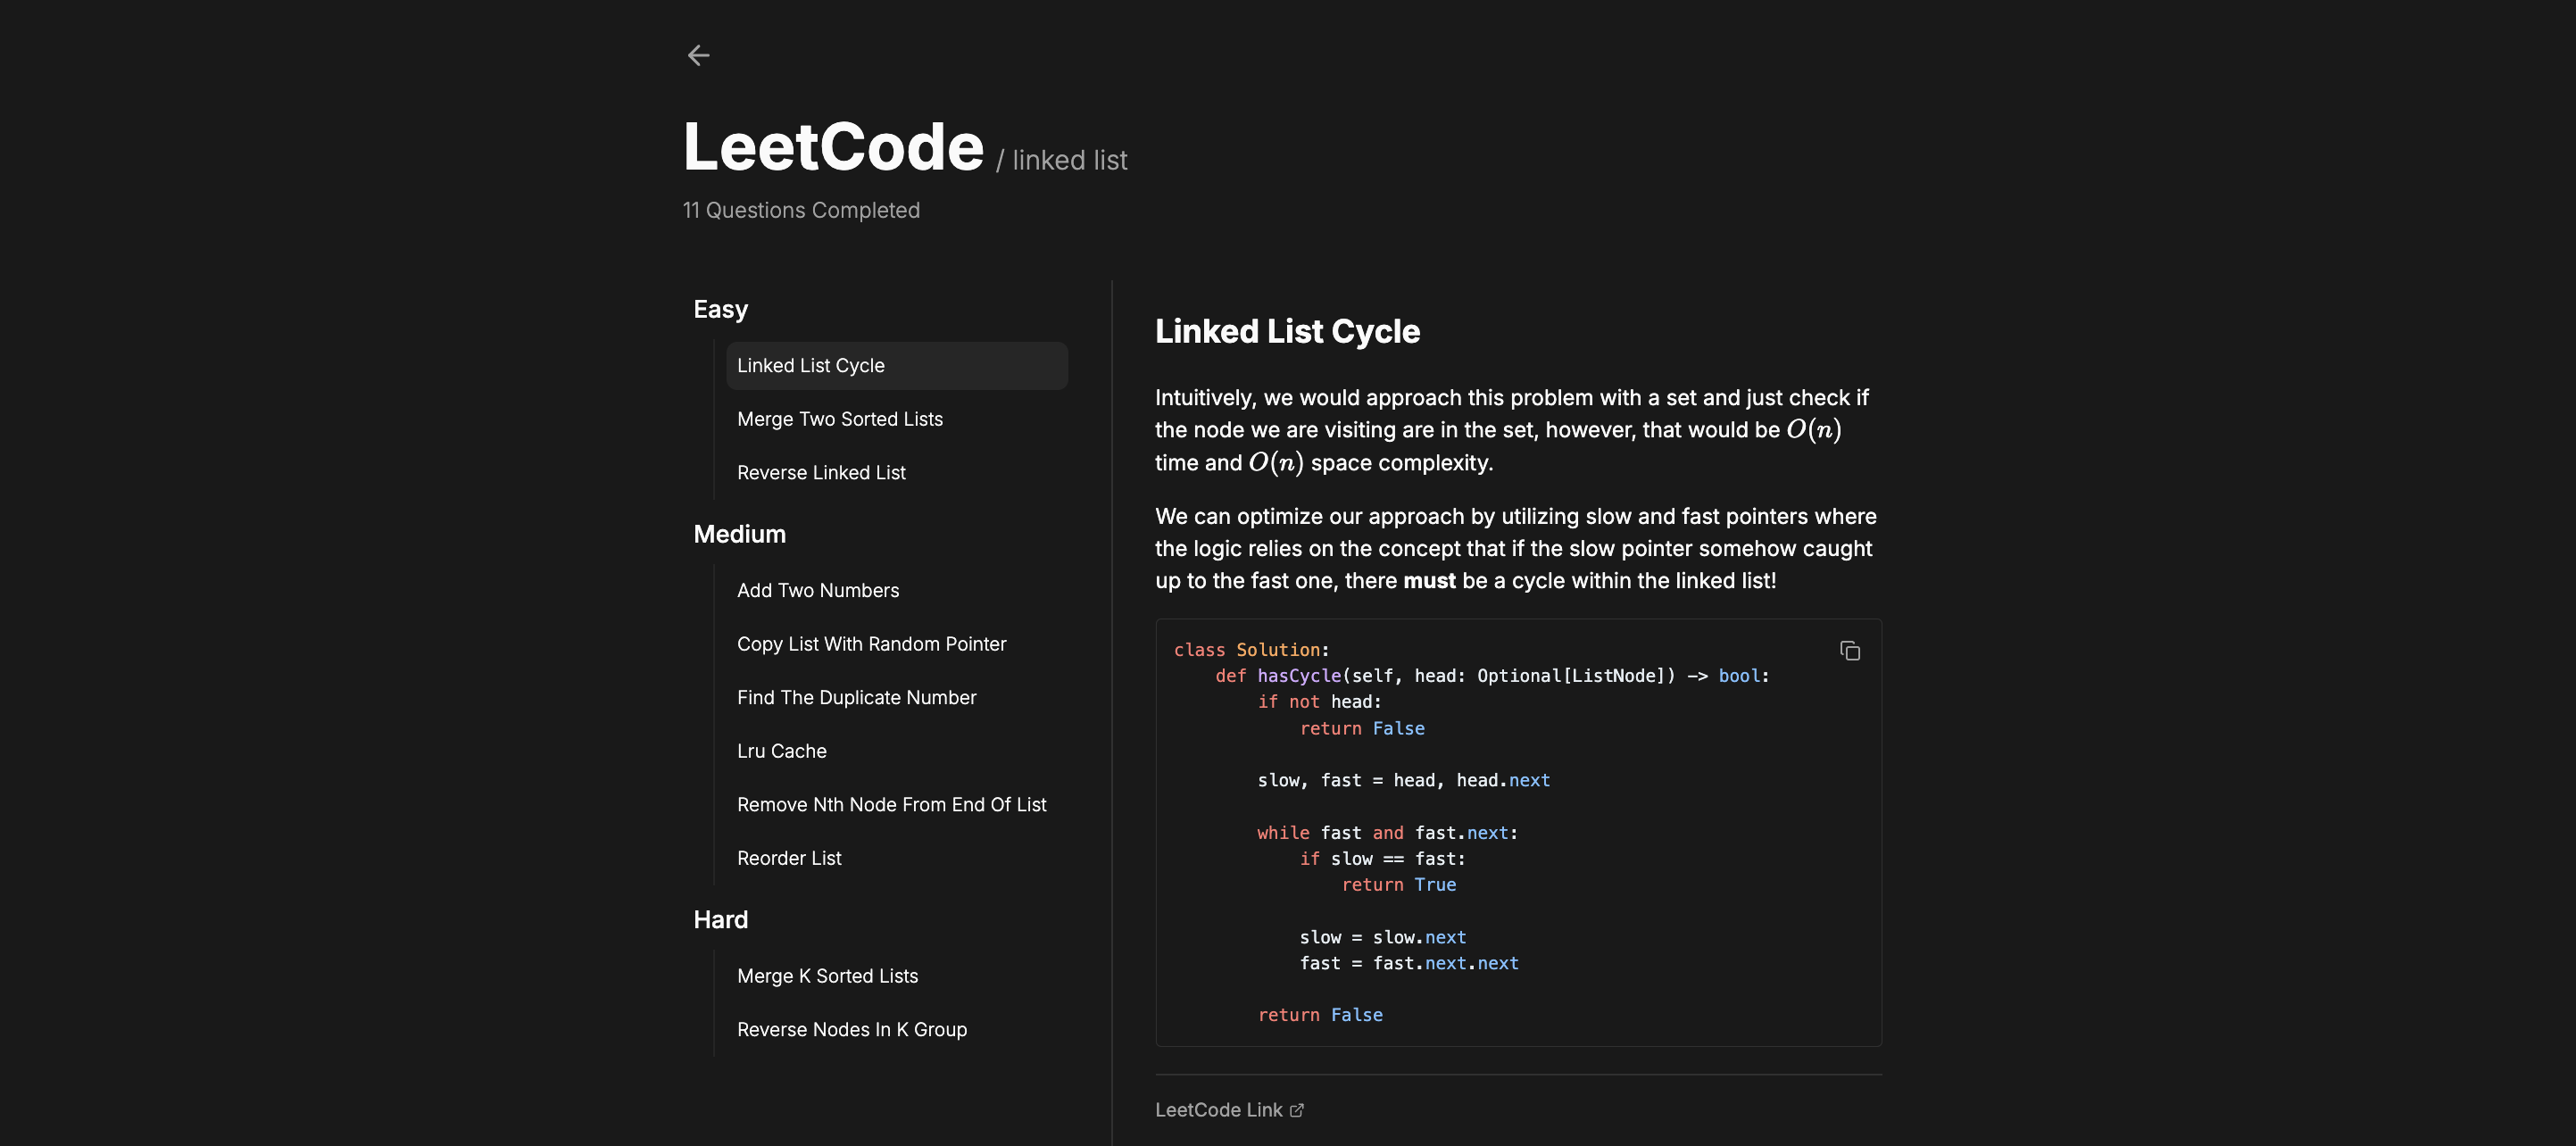 LeetCode / linked list
11 Questions Completed
Easy
Linked List Cycle
Merge Two Sorted Lists
Reverse Linked List
Medium
Add Two Numbers
Copy List With Random Pointer
Find The Duplicate Number
Lru Cache
Remove Nth Node From End Of List
Reorder List
Hard
Merge K Sorted Lists
Reverse Nodes In K Group
Linked List Cycle
Intuitively, we would approach this problem with a set and just check if
the node we are visiting are in the set, however, that would be O(n)
time and O(n) space complexity.
We can optimize our approach by utilizing slow and fast pointers where
the logic relies on the concept that if the slow pointer somehow caught
up to the fast one, there must be a cycle within the linked list!
class Solution:
    def hasCycle(self, head: Optional[ListNode]) -> bool:
        if not head:
            return False
        slow, fast = head, head.next
        while fast and fast.next:
            if slow == fast:
                return True
            slow = slow.next
            fast = fast.next.next
        return False
LeetCode Link